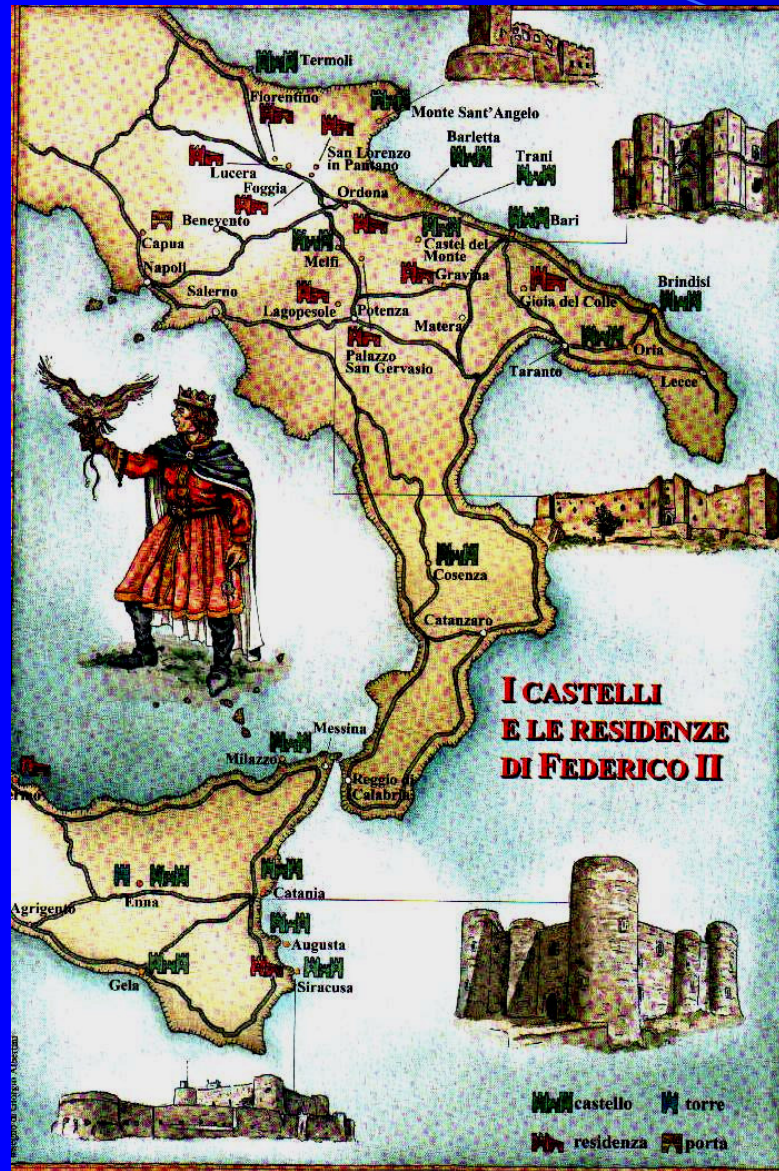 Termoli
Fiorentino
Monte Sant'Angelo
San Lorenzo
in Pantano
Barletta
Trani
Lucera
Foggia
Ordona
Bari
Capua
Benevento
Melfi
Castel del
Monte
Napoli
Gravina
Salerno
Brindisi
Gioia del Colle
Lagopesole
Potenza
Matera
Palazzo
San Gervasio
Taranto
Oria
Lecce
Cosenza
Catanzaro
I CASTELLI
E LE RESIDENZE
DI FEDERICO II
Messina
Milazzo
Reggio di
Calabria
Enna
Catania
Agrigento
Augusta
Gela
Siracusa
castello
torre
residenza
porta